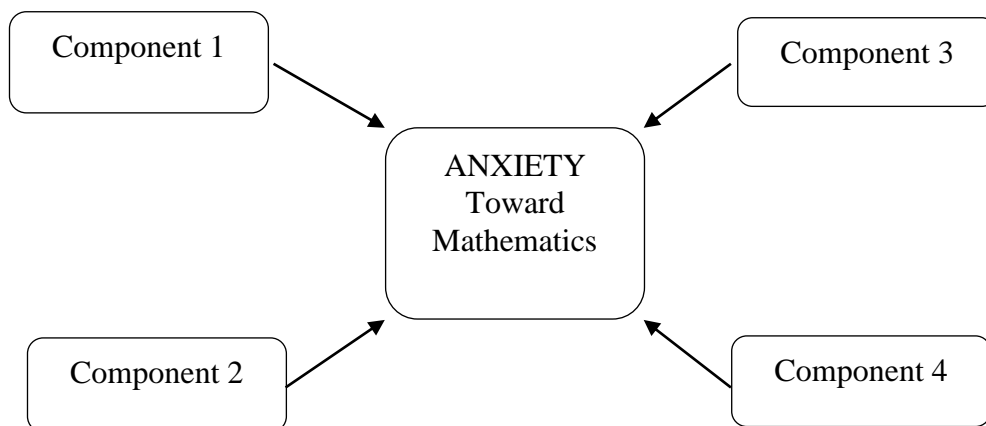 Component 1
Component 3
ANXIETY
Toward
Mathematics
Component 2
Component 4